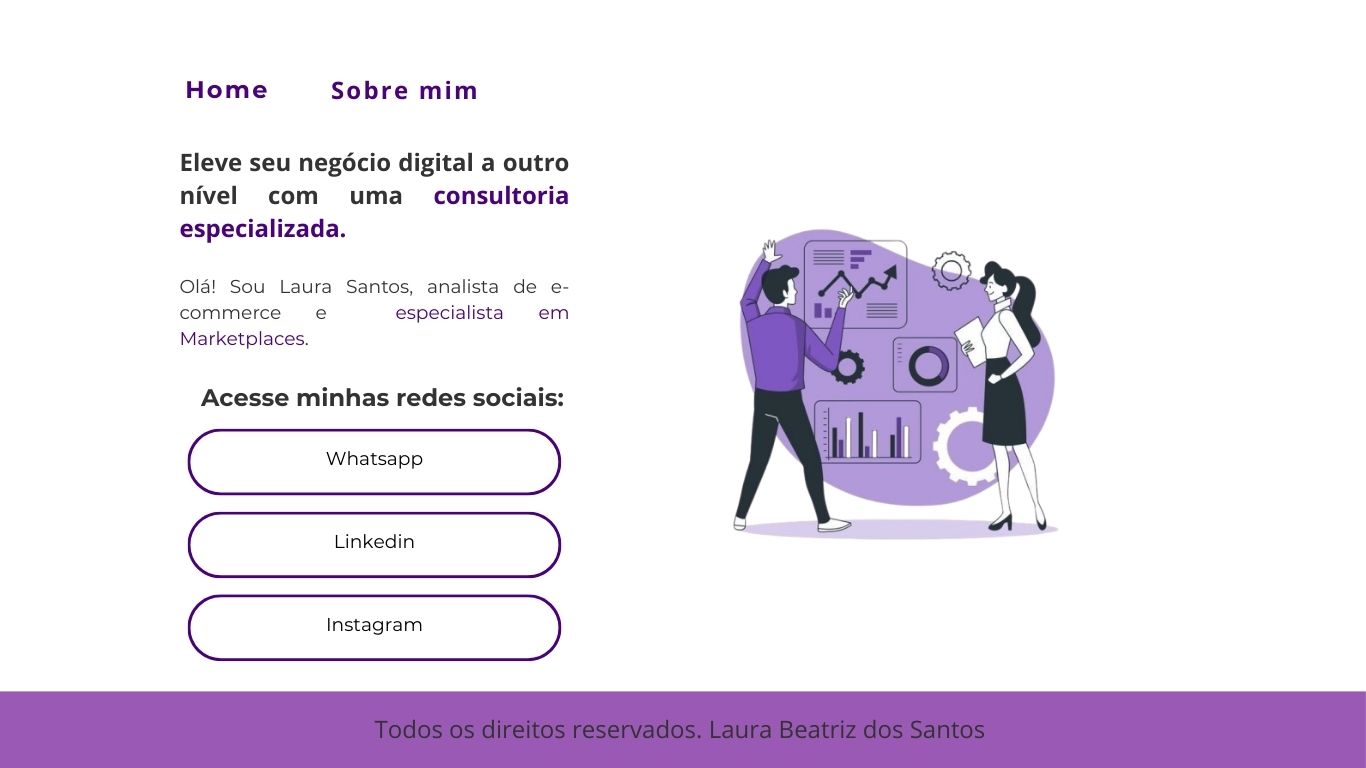 Home
Sobre mim
Eleve seu negócio digital a outro
nível com uma consultoria
especializada.
Olá! Sou Laura Santos, analista de e-
commerce e especialista em
Marketplaces.
Acesse minhas redes sociais:
Whatsapp
Linkedin
Instagram
Todos os direitos reservados. Laura Beatriz dos Santos